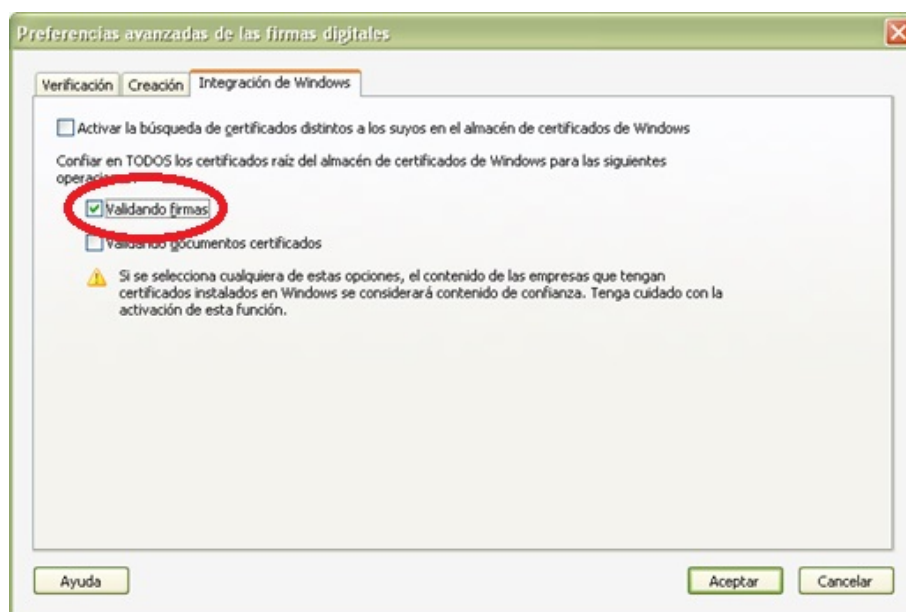 Preferencias avanzadas de las firmas digitales
Verificación Creación Integración de Windows
Activar la búsqueda de certificados distintos a los suyos en el almacén de certificados de Windows
Confiar en TODOS los certificados raíz del almacén de certificados de Windows para las siguientes
Validando firmas
Validando documentos certificados
Si se selecciona cualquiera de estas opciones, el contenido de las empresas que tengan
certificados instalados en Windows se considerará contenido de confianza. Tenga cuidado con la
activación de esta función.
Ayuda Aceptar Cancelar